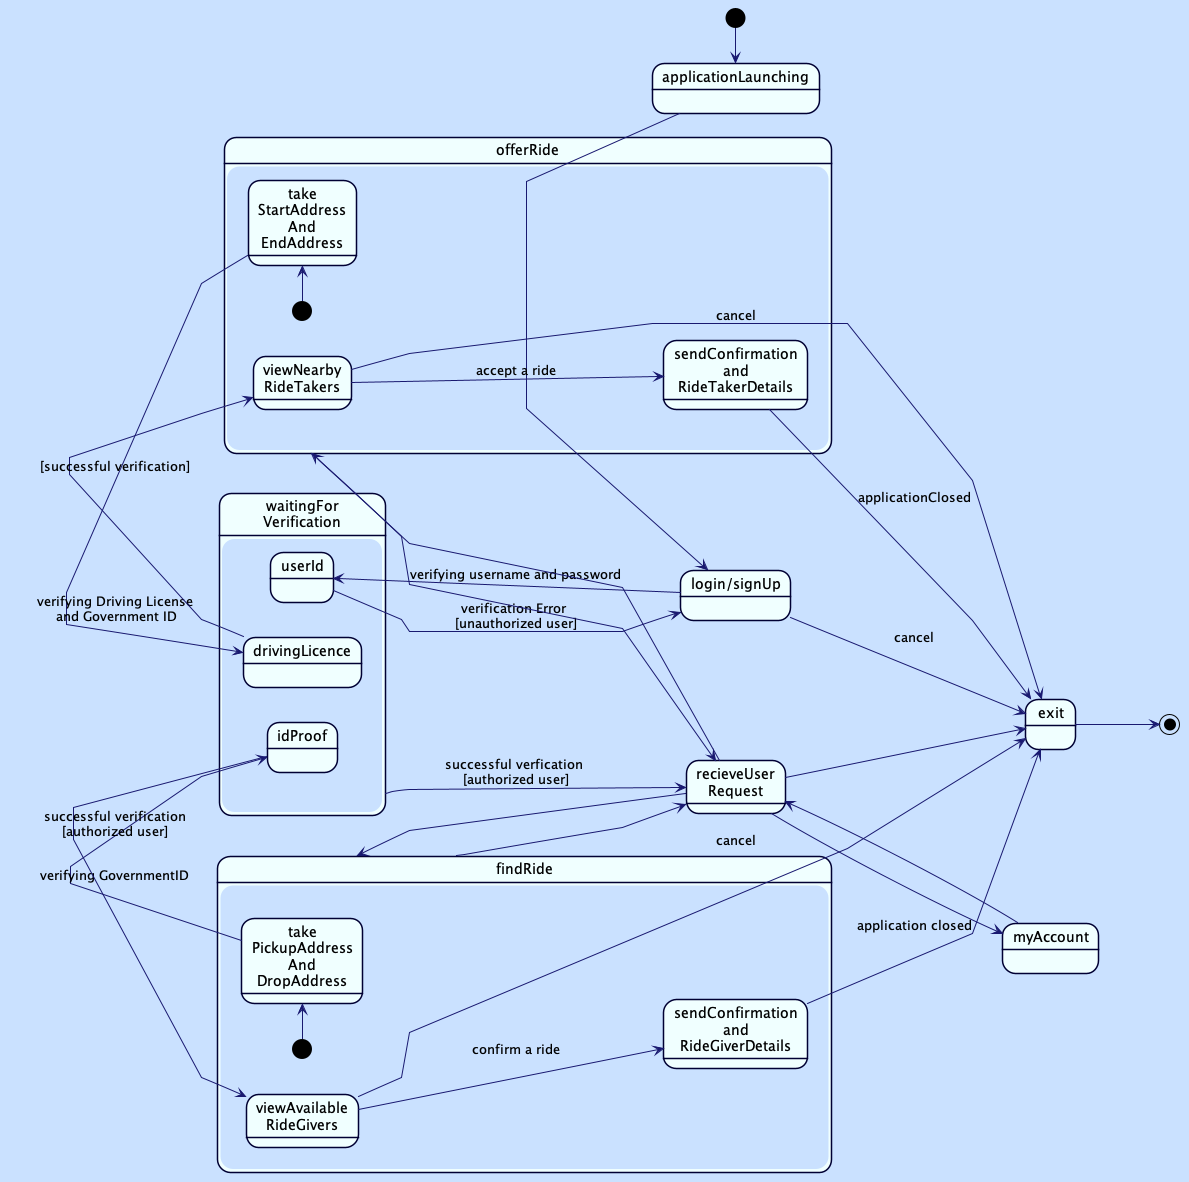 applicationLaunching
offerRide
take
StartAddress
And
EndAddress
cancel
viewNearby
RideTakers
accept a ride
sendConfirmation
and
RideTakerDetails
[successful verification]
applicationClosed
waitingFor
Verification
userId
verifying username and password
login/signUp
verifying Driving License
and Government ID
verification Error
[unauthorized user]
cancel
drivingLicence
exit
idProof
successful verfication
[authorized user]
recieveUser
Request
successful verification
[authorized user]
cancel
findRide
verifying GovernmentID
take
PickupAddress
And
DropAddress
application closed
myAccount
sendConfirmation
and
RideGiverDetails
confirm a ride
viewAvailable
RideGivers